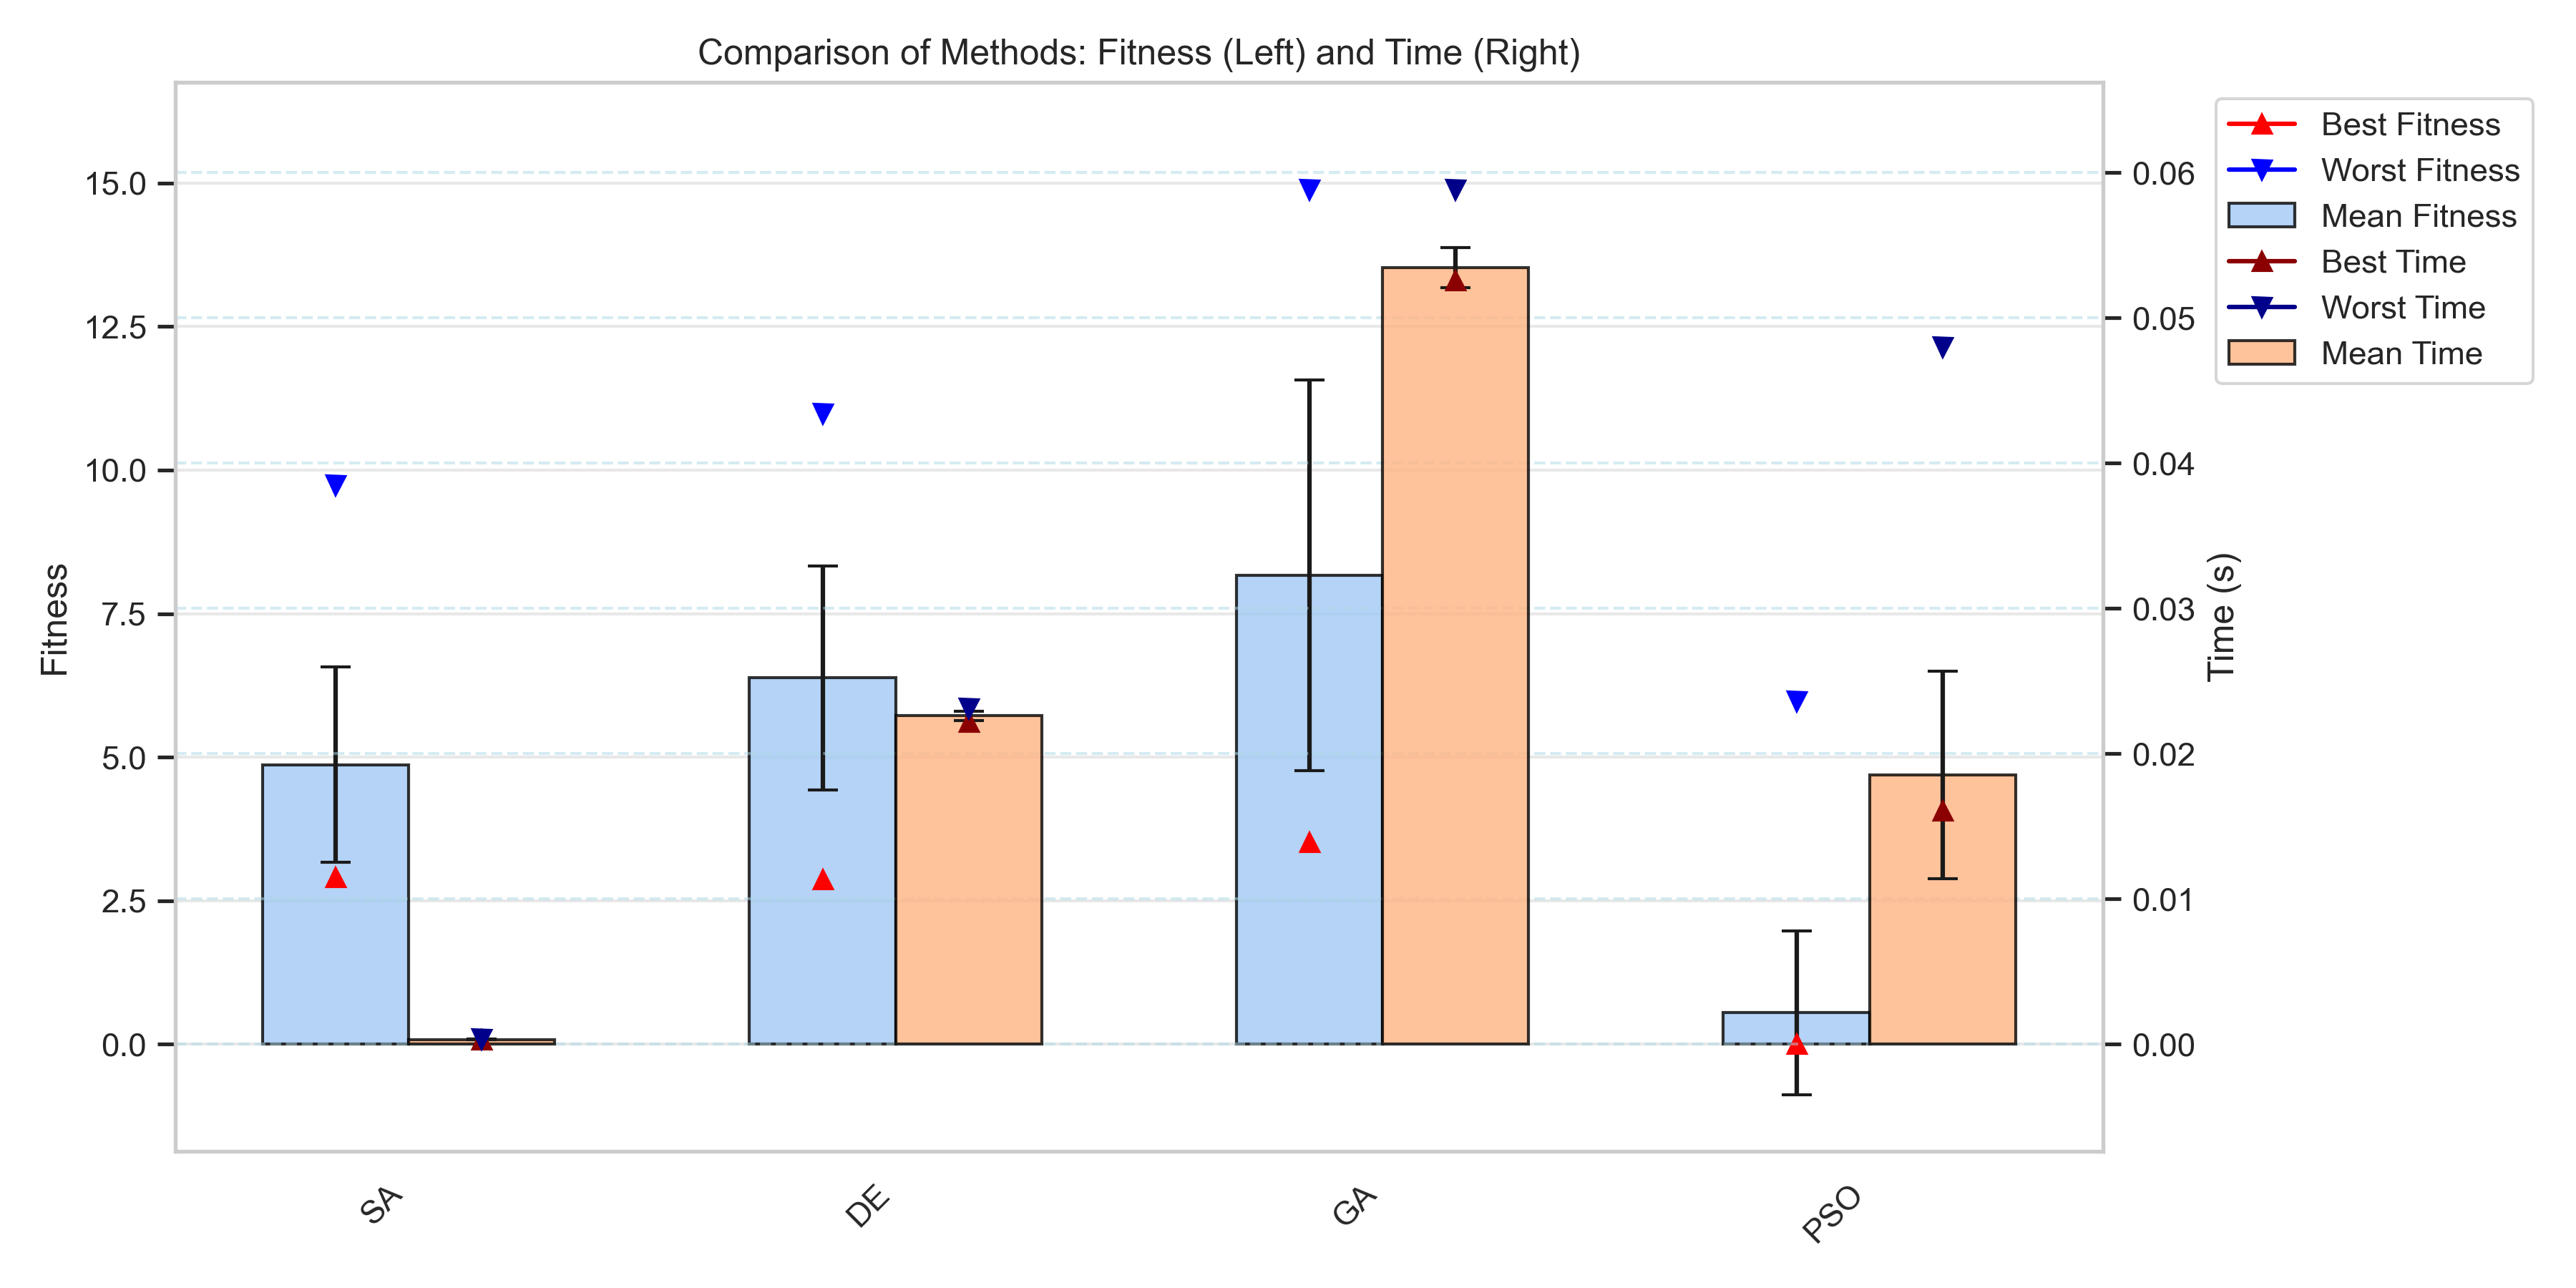 Comparison of Methods: Fitness (Left) and Time (Right)
Fitness
15.0
12.5
10.0
7.5
5.0
2.5
0.0
0.06
0.05
0.04
0.03
0.02
0.01
0.00
Time (s)
SA
DE
GA
PSO
Best Fitness
Worst Fitness
Mean Fitness
Best Time
Worst Time
Mean Time